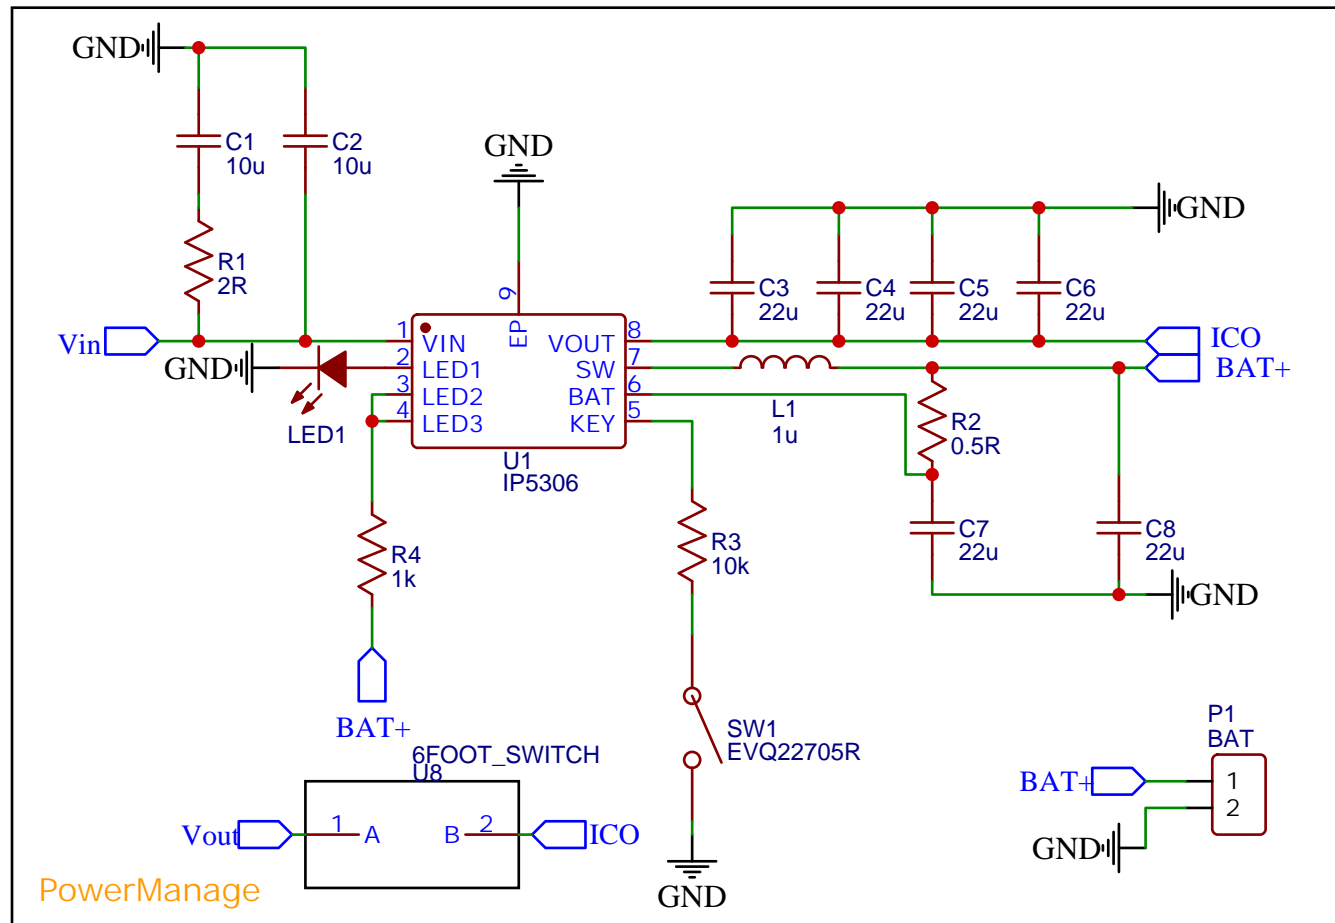 GND
C1
10u
C2
10u
GND
R1
2R
GND
C3
22u
C4
22u
C5
22u
C6
22u
9
EP
Vin
1
VIN
VOUT
8
ICO
GND
2
LED1
SW
7
BAT+
3
LED2
BAT
6
4
LED3
KEY
5
LED1
L1
1u
R2
0.5R
U1
IP5306
R4
1k
R3
10k
C7
22u
C8
22u
GND
BAT+
SW1
EVQ22705R
P1
BAT
6FOOT_SWITCH
U8
BAT+
1
2
Vout
1
A
B
2
ICO
GND
GND
PowerManage